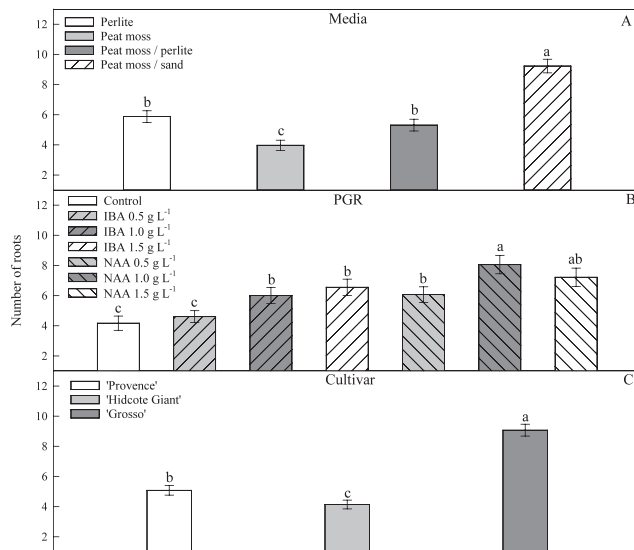 Media
A
Perlite
Peat moss
Peat moss / perlite
Peat moss / sand
12
10
8
6
4
2
b
c
b
a
PGR
B
Control
IBA 0.5 g L-1
IBA 1.0 g L-1
IBA 1.5 g L-1
NAA 0.5 g L-1
NAA 1.0 g L-1
NAA 1.5 g L-1
Number of roots
12
10
8
6
4
2
c
c
b
b
b
a
ab
Cultivar
C
'Provence'
'Hidcote Giant'
'Grosso'
12
10
8
6
4
2
b
c
a